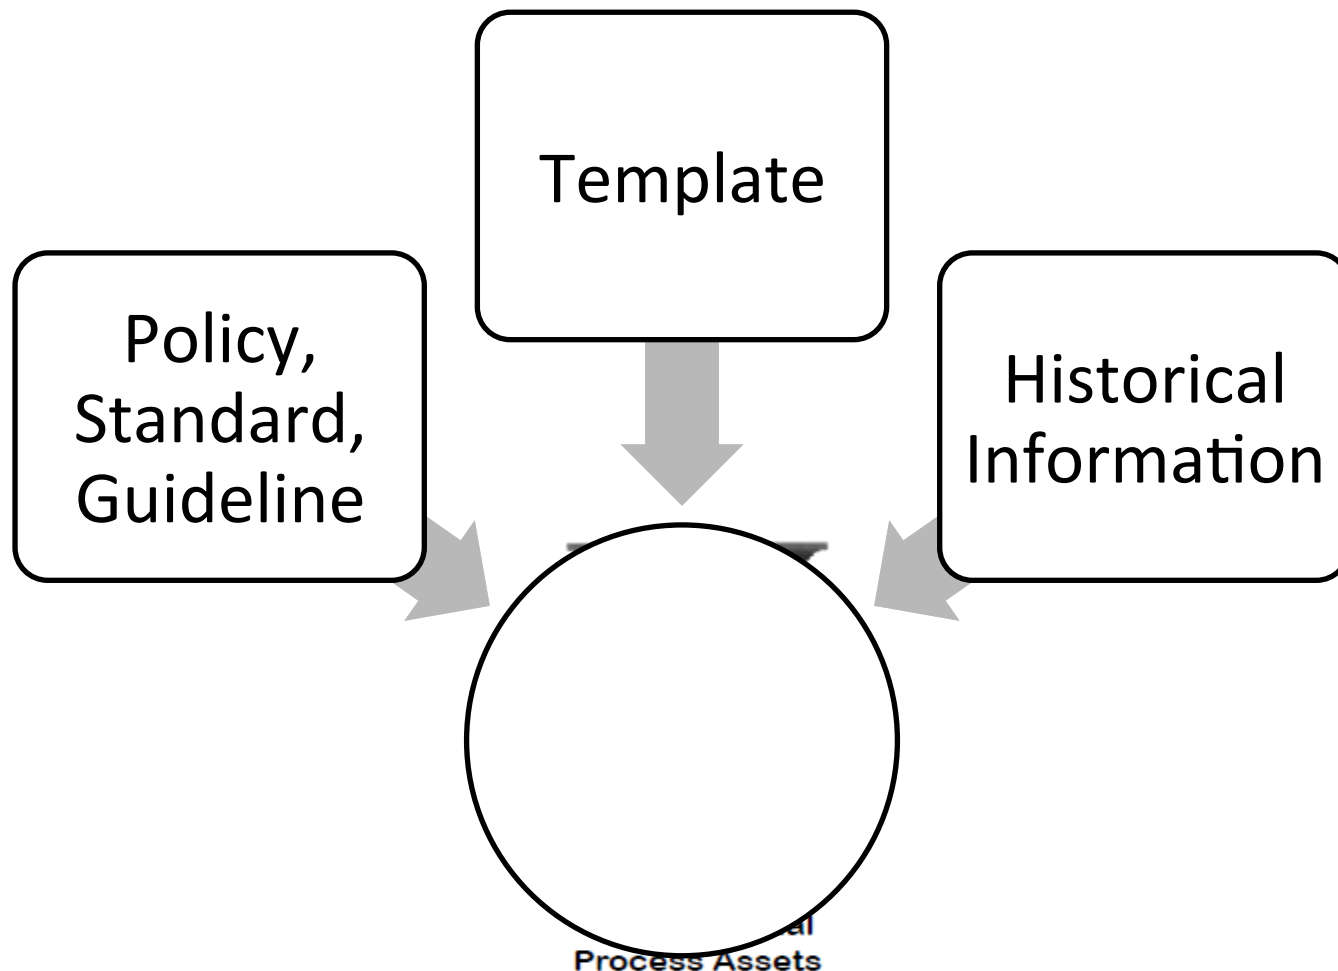 Template
Policy,
Standard,
Guideline
Historical
Information
Process Assets